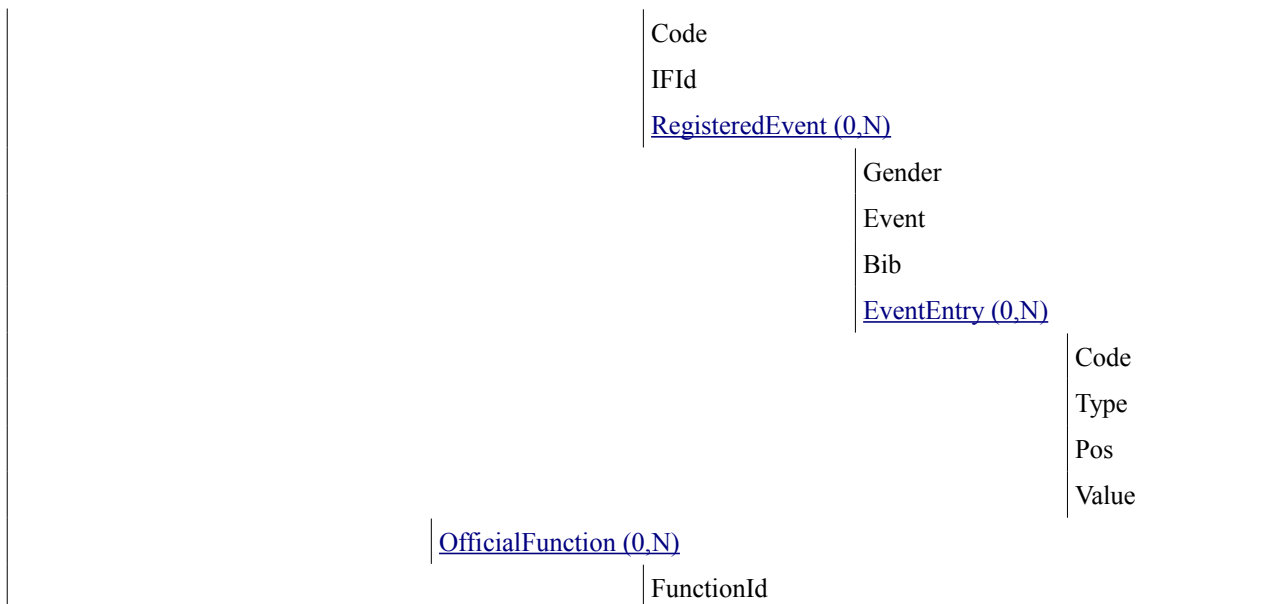 Code
IFId
RegisteredEvent (0,N)
Gender
Event
Bib
EventEntry (0,N)
Code
Type
Pos
Value
OfficialFunction (0,N)
FunctionId